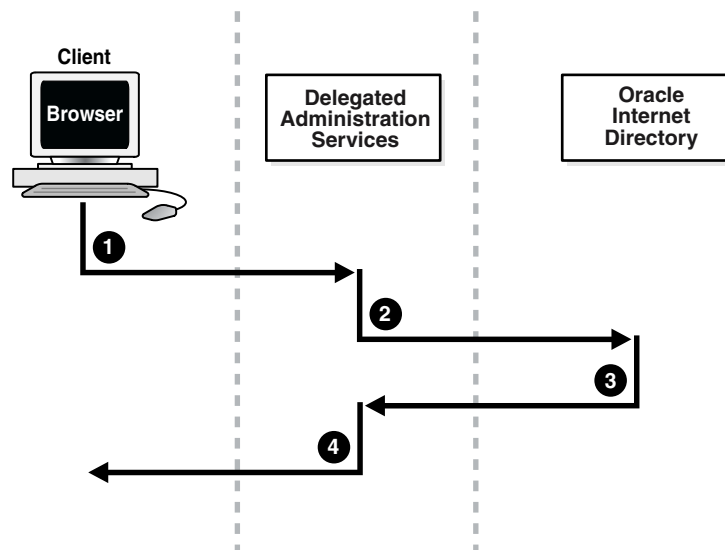 Client
Browser
Delegated
Administration
Services
Oracle
Internet
Directory
1
2
3
4